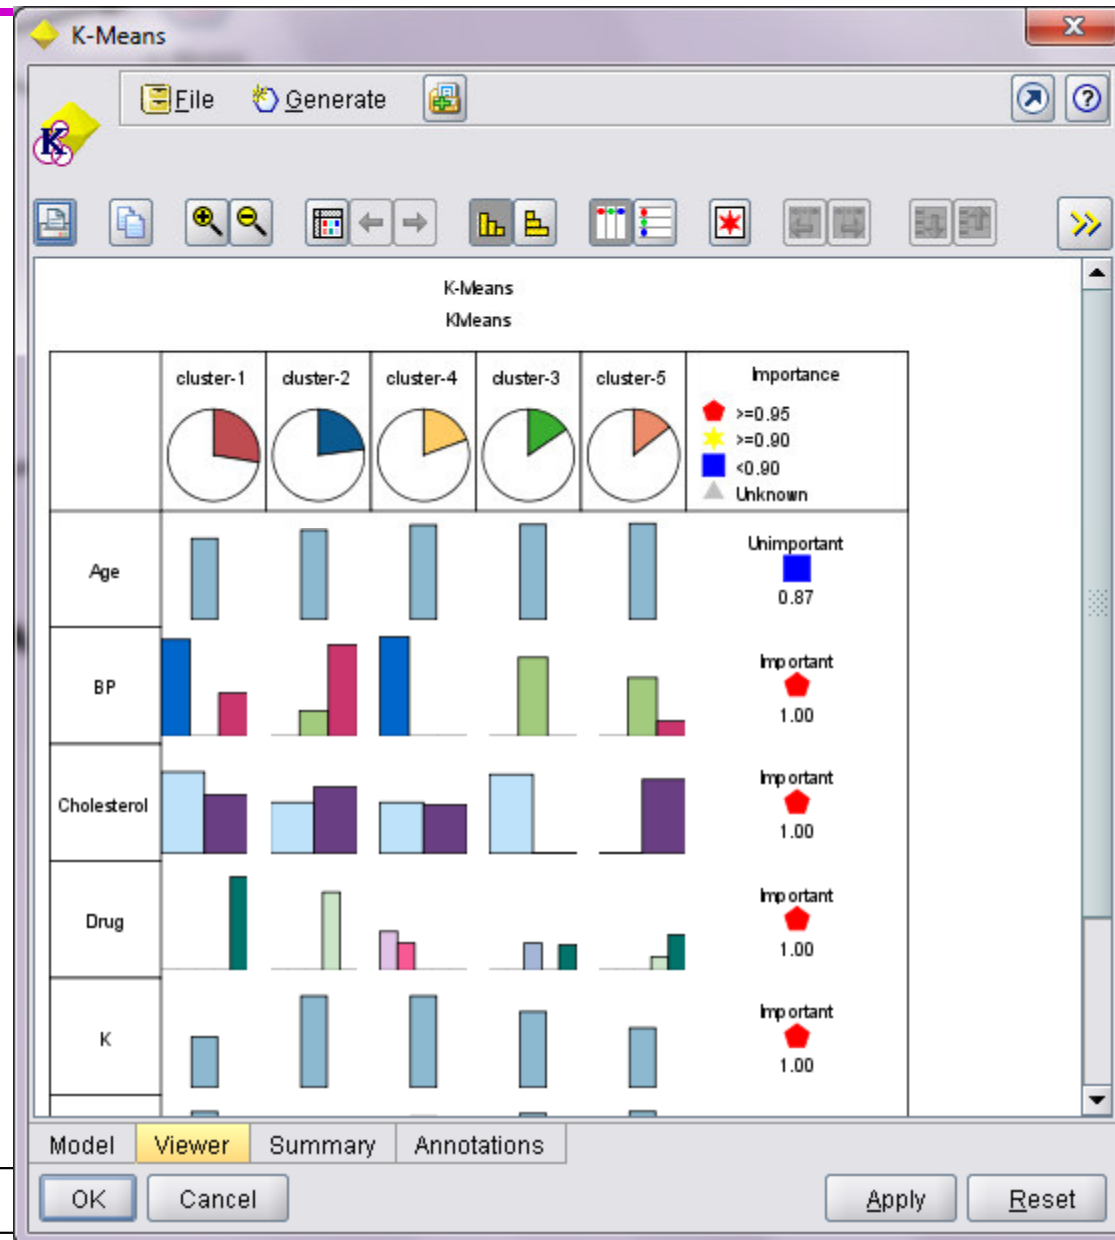 K-Means
File Generate
K-Means
KMeans
cluster-1 cluster-2 cluster-4 cluster-3 cluster-5 Importance
>=0.95
>=0.90
<0.90
Unknown
Age Unimportant
0.87
BP Important
1.00
Cholesterol Important
1.00
Drug Important
1.00
K Important
1.00
Model Viewer Summary Annotations
OK Cancel Apply Reset